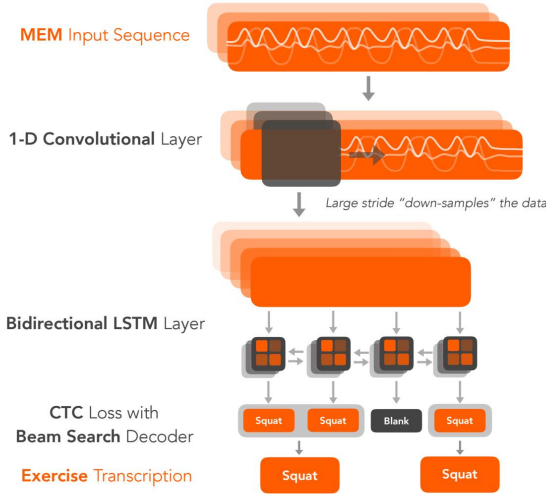 MEM Input Sequence
1-D Convolutional Layer
Large stride “down-samples” the data
Bidirectional LSTM Layer
CTC Loss with
Beam Search Decoder
Squat
Squat
Blank
Squat
Exercise Transcription
Squat
Squat